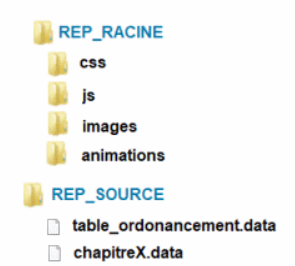 REP_RACINE
css
js
images
animations
REP_SOURCE
table_ordonancement.data
chapitreX.data